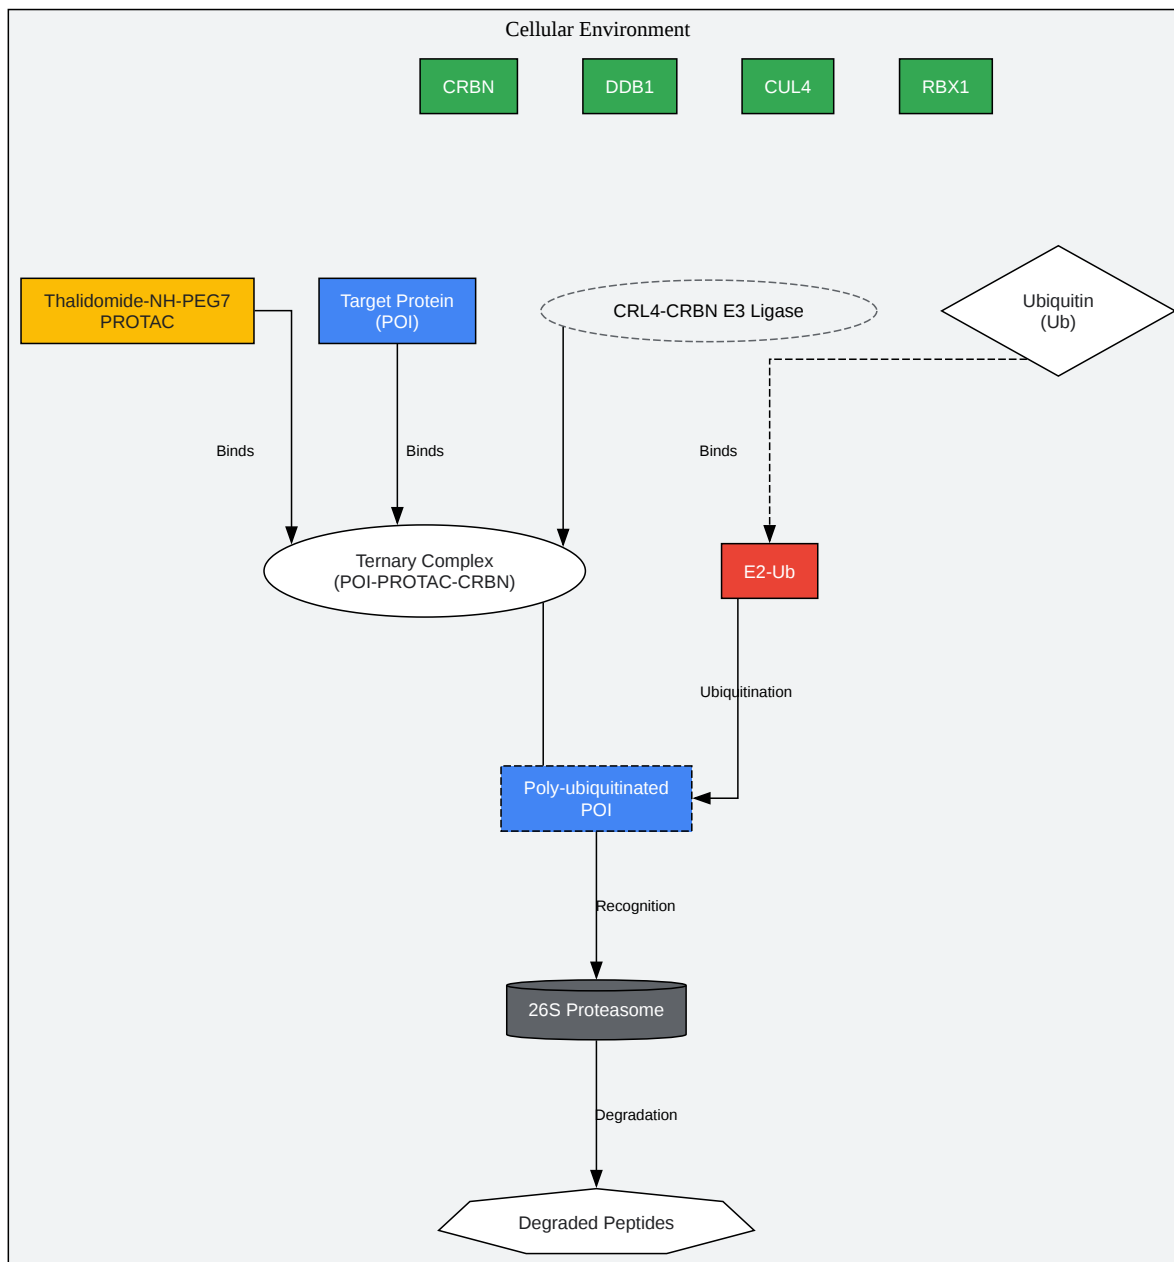 Cellular Environment
CRBN
DDB1
CUL4
RBX1
Thalidomide-NH-PEG7
PROTAC
Target Protein
(POI)
CRL4-CRBN E3 Ligase
Ubiquitin
(Ub)
Binds
Binds
Binds
Ternary Complex
(POI-PROTAC-CRBN)
E2-Ub
Ubiquitination
Poly-ubiquitinated
POI
Recognition
26S Proteasome
Degradation
Degraded Peptides